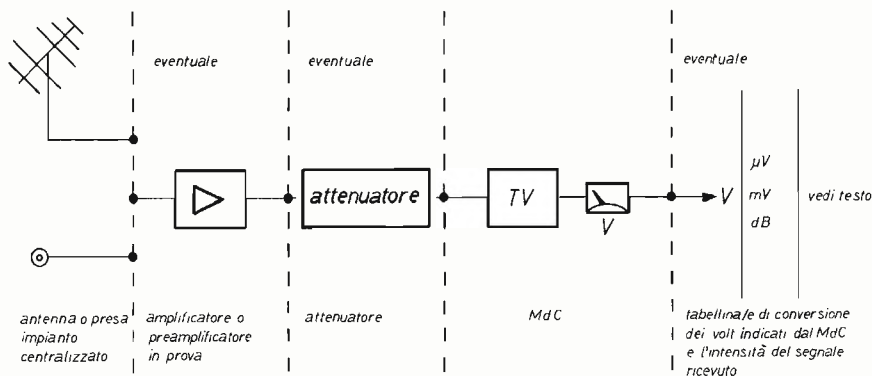 eventuale
eventuale
eventuale
attenuatore
TV
V
V
µV
mV
dB
vedi testo
antenna o presa
impianto
centralizzato
amplificatore o
preamplificatore
in prova
attenuatore
MdC
tabellina/e di conversione
dei volt indicati dal MdC
e l'intensità del segnale
ricevuto